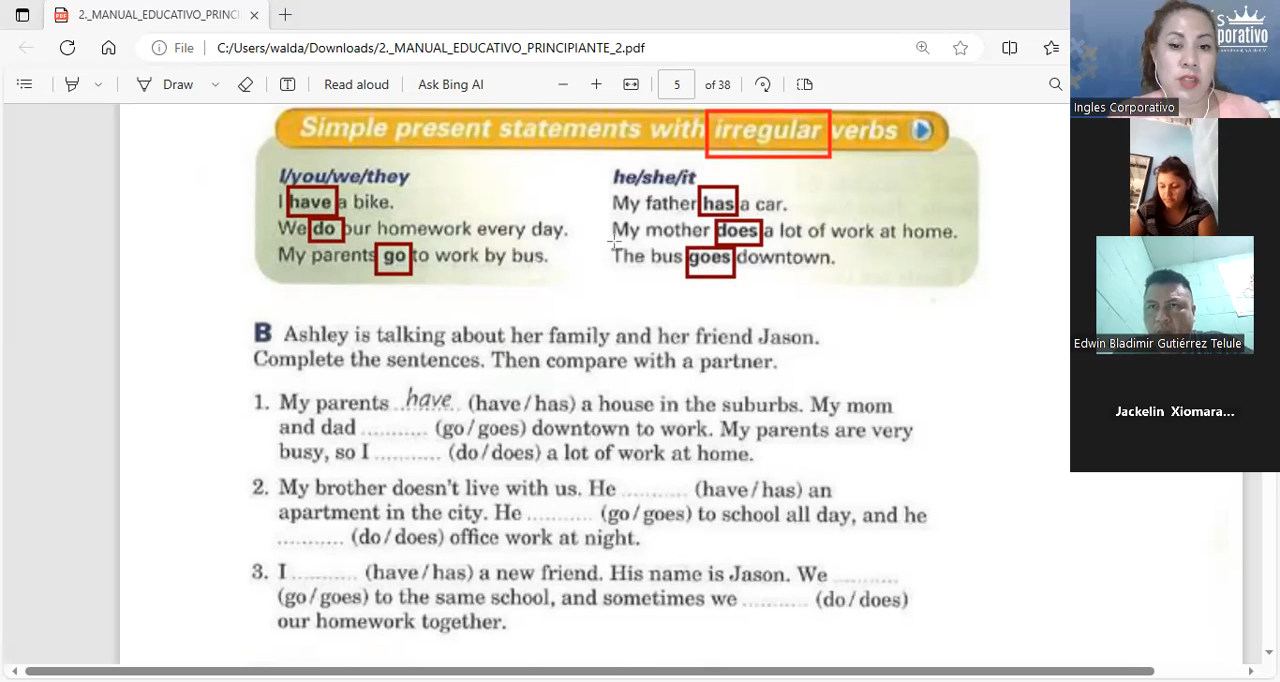 2._MANUAL_EDUCATIVO_PRINCI
File
C:/Users/walda/Downloads/2._MANUAL_EDUCATIVO_PRINCIPIANTE_2.pdf
Draw
Read aloud
Ask Bing AI
5
of 38
Simple present statements with irregular verbs
I/you/we/they
I have a bike.
We do our homework every day.
My parents go to work by bus.
he/she/it
My father has a car.
My mother does a lot of work at home.
The bus goes downtown.
B Ashley is talking about her family and her friend Jason.
Complete the sentences. Then compare with a partner.
1. My parents have (have/has) a house in the suburbs. My mom
and dad ........... (go/goes) downtown to work. My parents are very
busy, so I ........... (do/does) a lot of work at home.
2. My brother doesn't live with us. He ........... (have/has) an
apartment in the city. He ........... (go/goes) to school all day, and he
........... (do/does) office work at night.
3. I ........... (have/has) a new friend. His name is Jason. We ...........
(go/goes) to the same school, and sometimes we ........... (do/does)
our homework together.
s
porativo
Ingles Corporativo
Edwin Bladimir Gutiérrez Telule
Jackelin Xiomara...